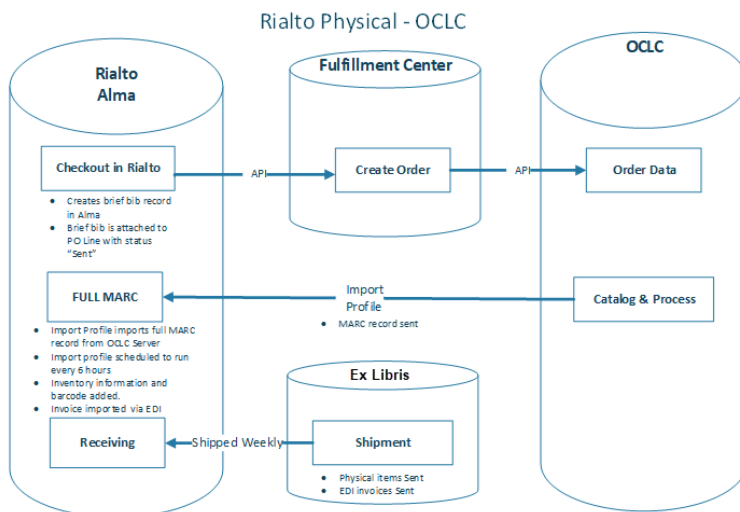 Rialto Physical - OCLC
Rialto
Alma
Fulfillment Center
OCLC
Checkout in Rialto
API
Create Order
API
Order Data
• Creates brief bib record
in Alma
• Brief bib is attached to
PO Line with status
“Sent”
FULL MARC
Import
Profile
• MARC record sent
Catalog & Process
• Import Profile imports full MARC
record from OCLC Server
• Import profile scheduled to run
every 6 hours
• Inventory information and
barcode added.
• Invoice imported via EDI
Ex Libris
Receiving
Shipped Weekly
Shipment
• Physical items Sent
• EDI invoices Sent